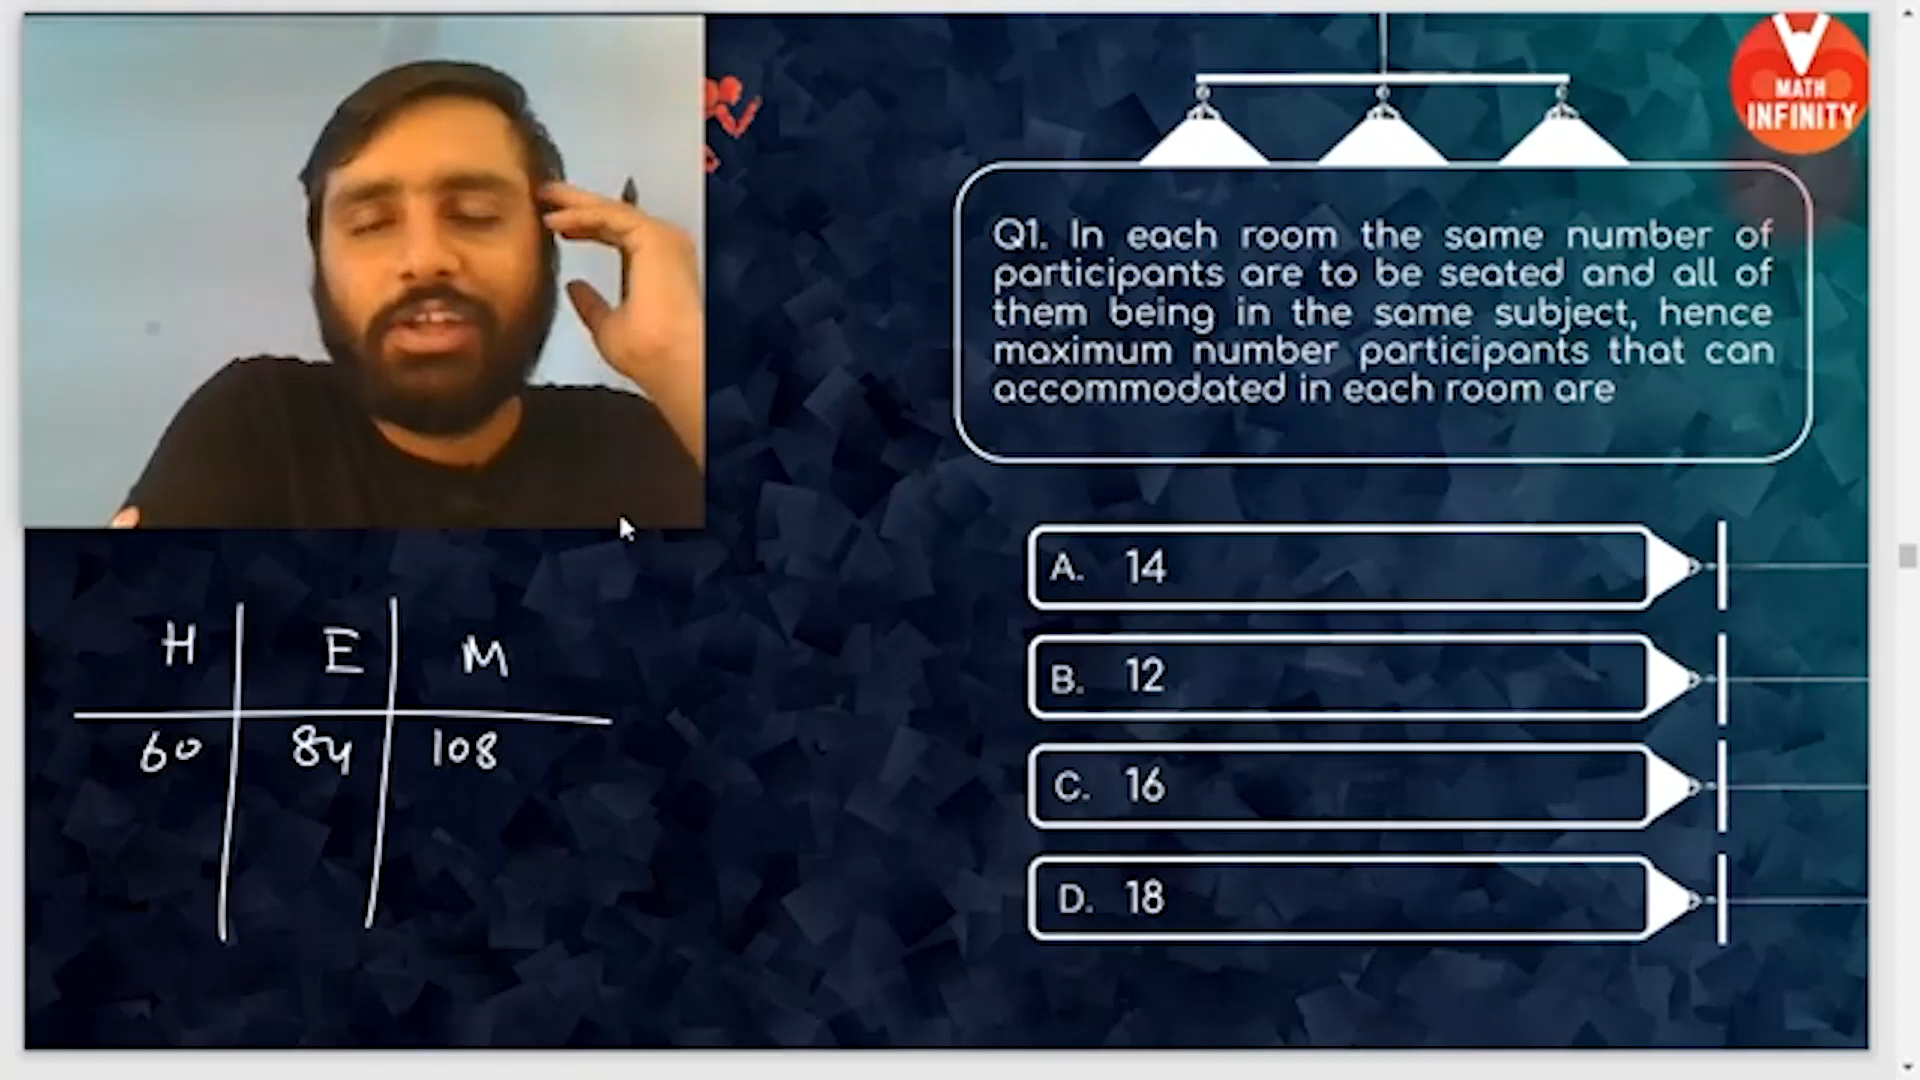 MATH
INFINITY
Q1. In each room the same number of
participants are to be seated and all of
them being in the same subject, hence
maximum number participants that can
accommodated in each room are
A. 14
B. 12
C. 16
D. 18
H E M
60 84 108